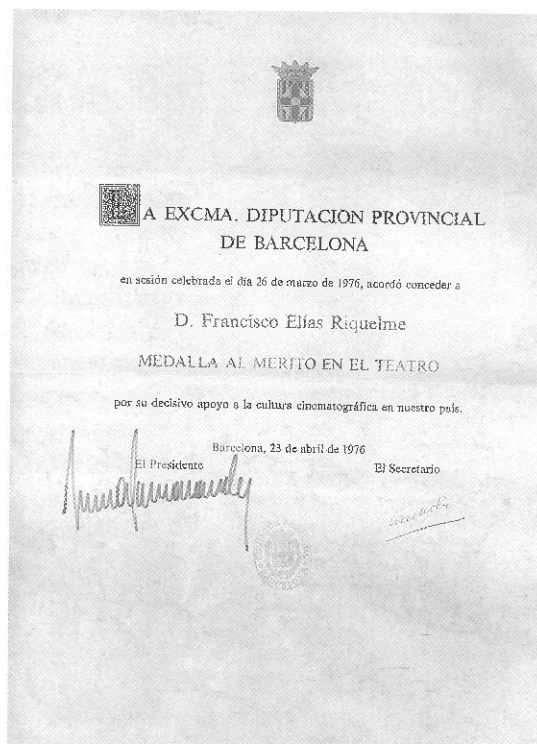 LA EXCMA. DIPUTACION PROVINCIAL
DE BARCELONA
en sesión celebrada el día 26 de marzo de 1976, acordó conceder a
D. Francisco Elías Riquelme
MEDALLA AL MERITO EN EL TEATRO
por su decisivo apoyo a la cultura cinematográfica en nuestro país.
Barcelona, 23 de abril de 1976
El Presidente
El Secretario